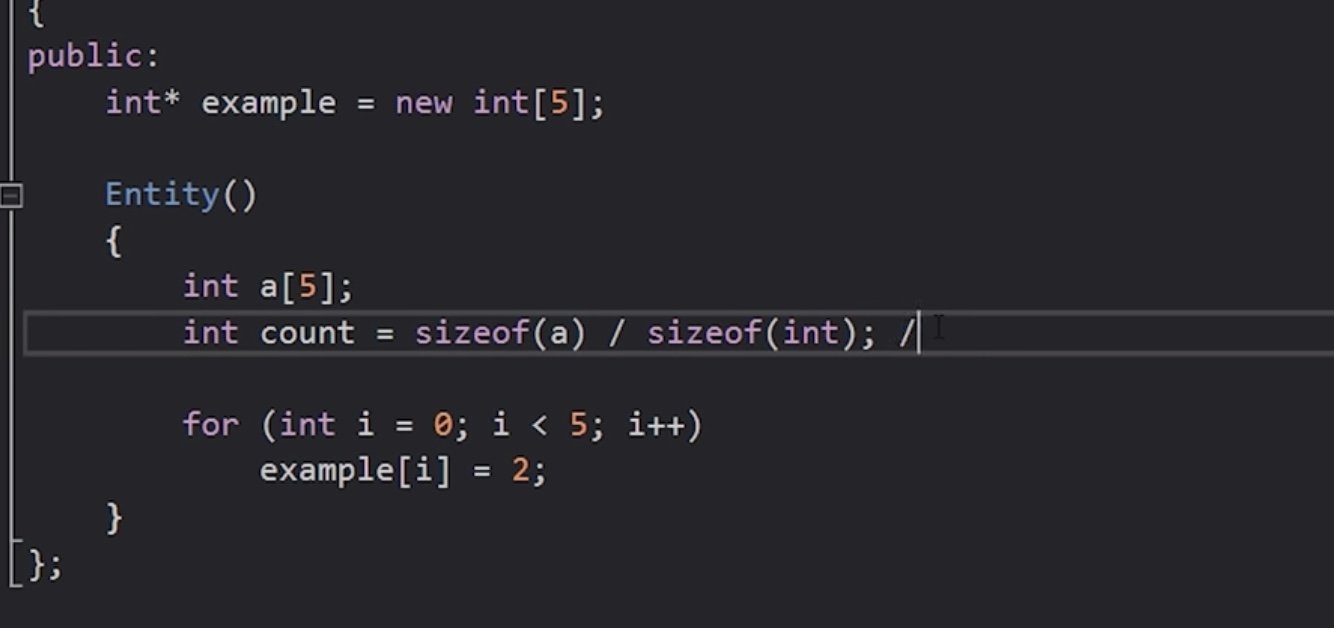 {
public:
    int* example = new int[5];

    Entity()
    {
        int a[5];
        int count = sizeof(a) / sizeof(int); /

        for (int i = 0; i < 5; i++)
            example[i] = 2;
    }
};